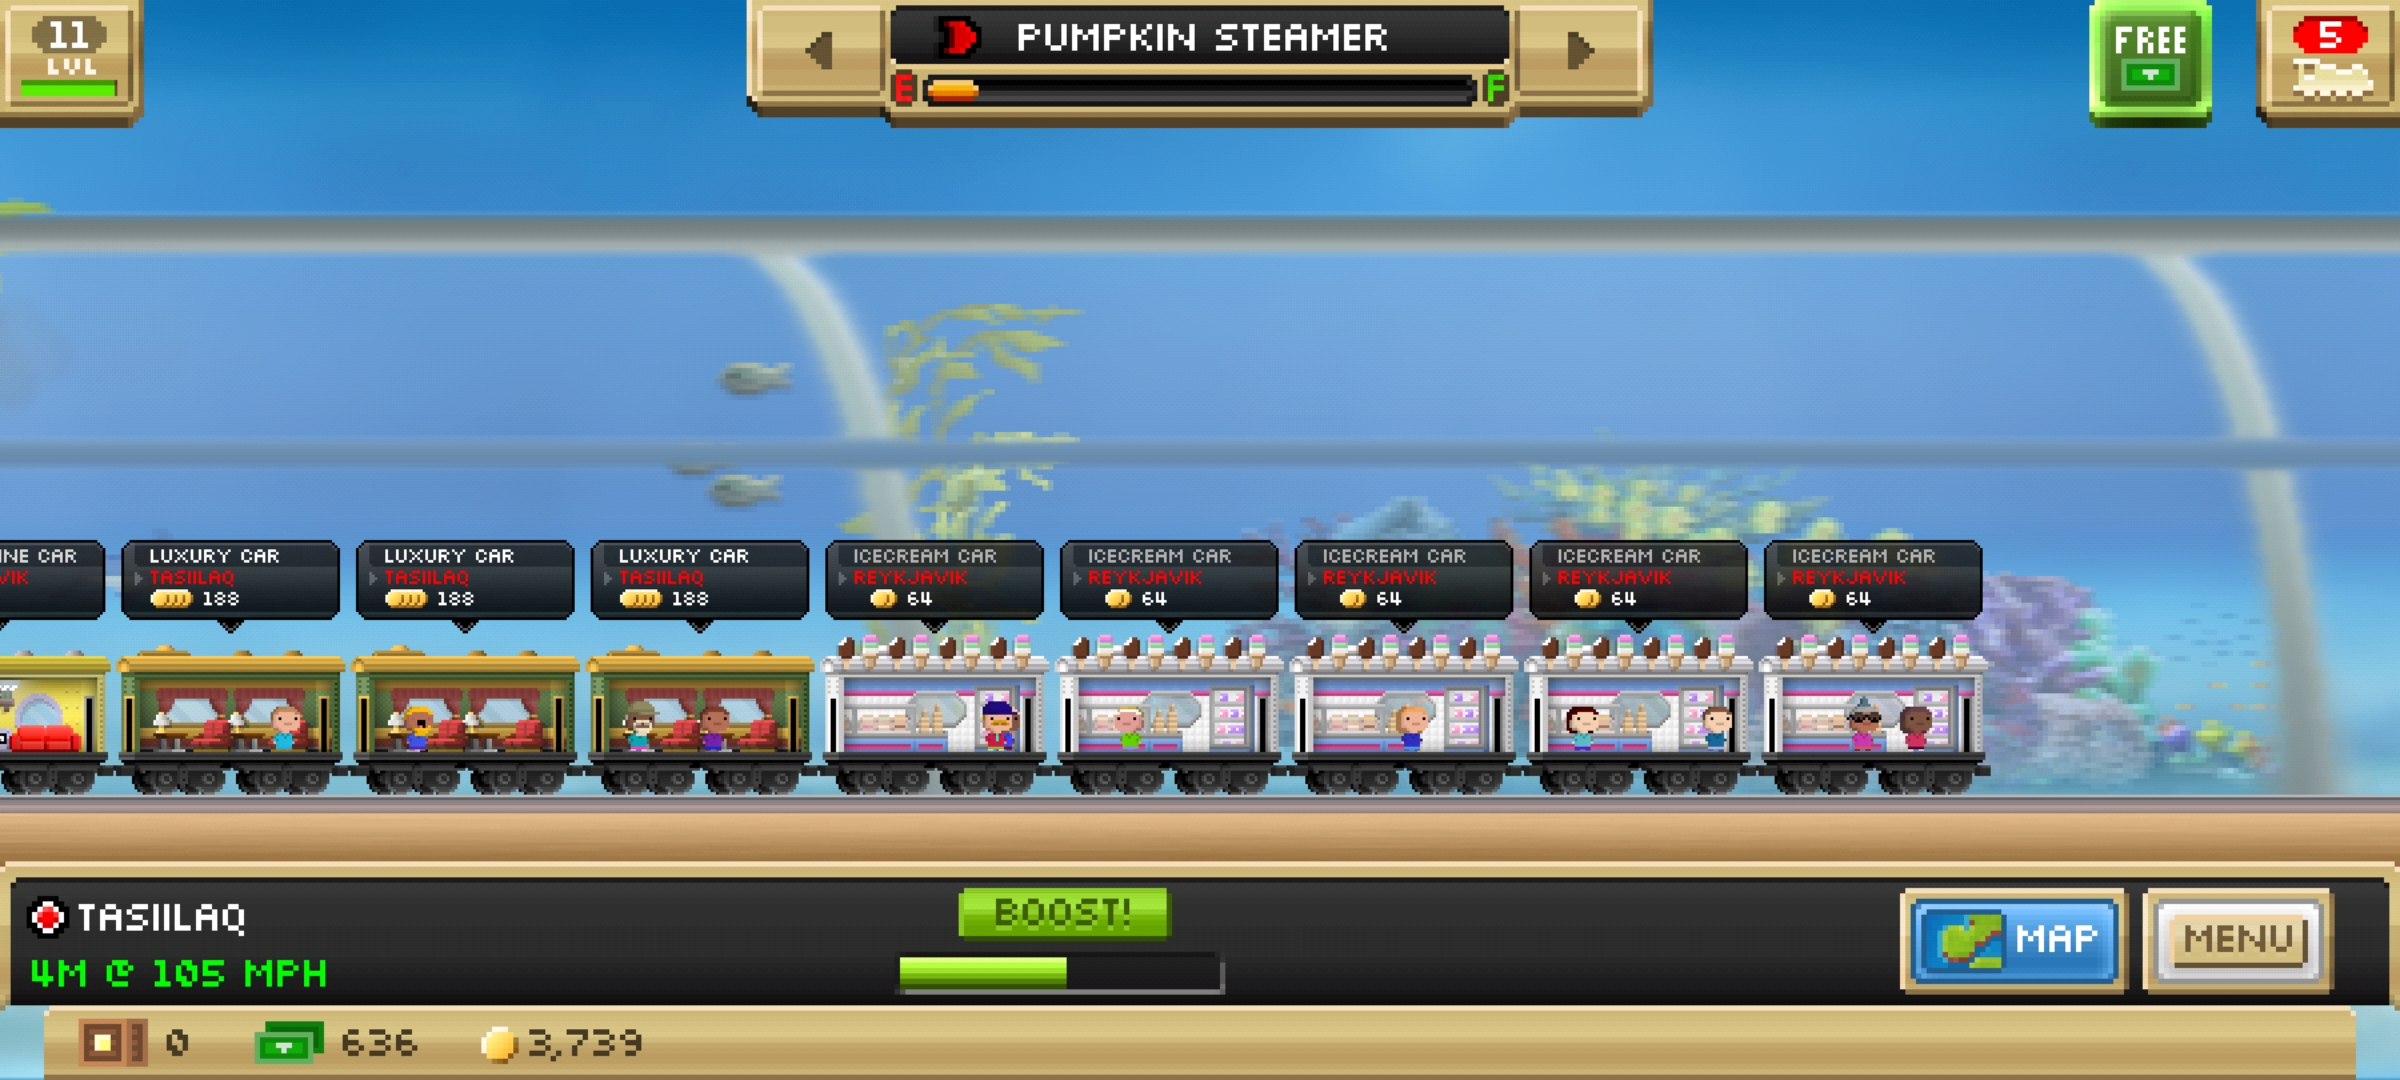 11
LVL
PUMPKIN STEAMER
E
F
FREE
5
INE CAR
VIK
LUXURY CAR
TASIILAQ
188
LUXURY CAR
TASIILAQ
188
LUXURY CAR
TASIILAQ
188
ICECREAM CAR
REYKJAVIK
64
ICECREAM CAR
REYKJAVIK
64
ICECREAM CAR
REYKJAVIK
64
ICECREAM CAR
REYKJAVIK
64
ICECREAM CAR
REYKJAVIK
64
TASIILAQ
4M @ 105 MPH
BOOST!
MAP
MENU
0
636
3,739